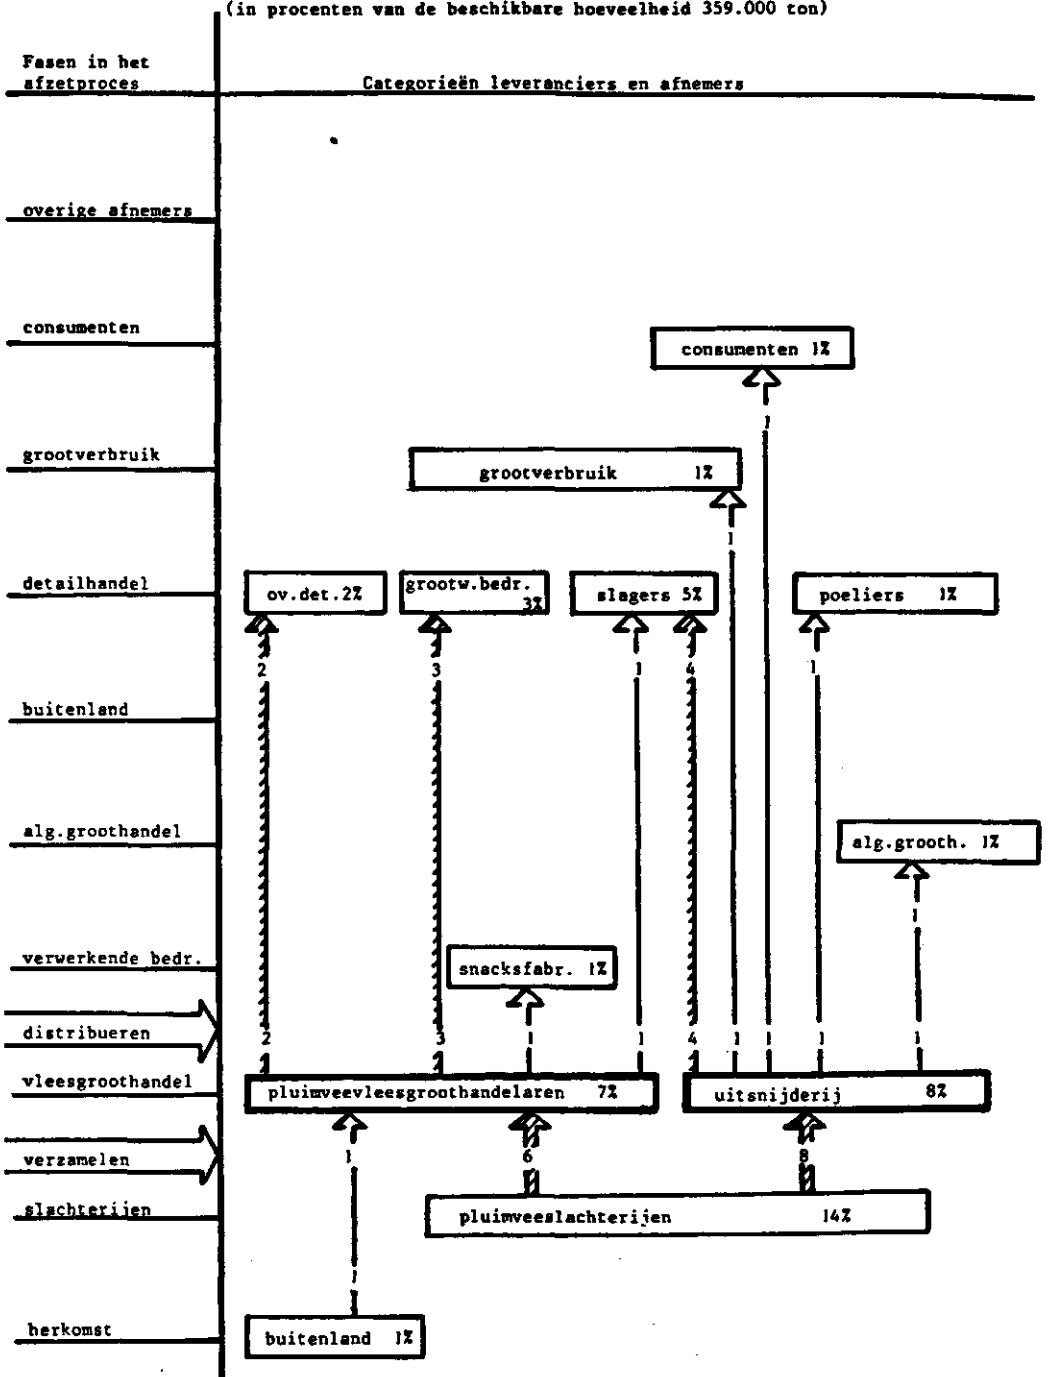 (in procenten van de beschikbare hoeveelheid 359.000 ton)
Fasen in het
afzetproces
Categorieën leveranciers en afnemers
overige afnemers
consumenten
consumenten 1%
1
grootverbruik
grootverbruik 1%
1
detailhandel
ov.det.2%
grootw.bedr.
3%
slagers 5%
poeliers 1%
2 3 1 4 1
buitenland
alg.groothandel
alg.grooth. 1%
1
verwerkende bedr.
snacksfabr. 1%
distribueren
2 3 1 1 4 1 1 1 1
vleesgroothandel
pluimveevleesgroothandelaren 7%
uitsnijderij 8%
verzamelen
1 6 8
slachterijen
pluimveeslachterijen 14%
1
herkomst
buitenland 1%